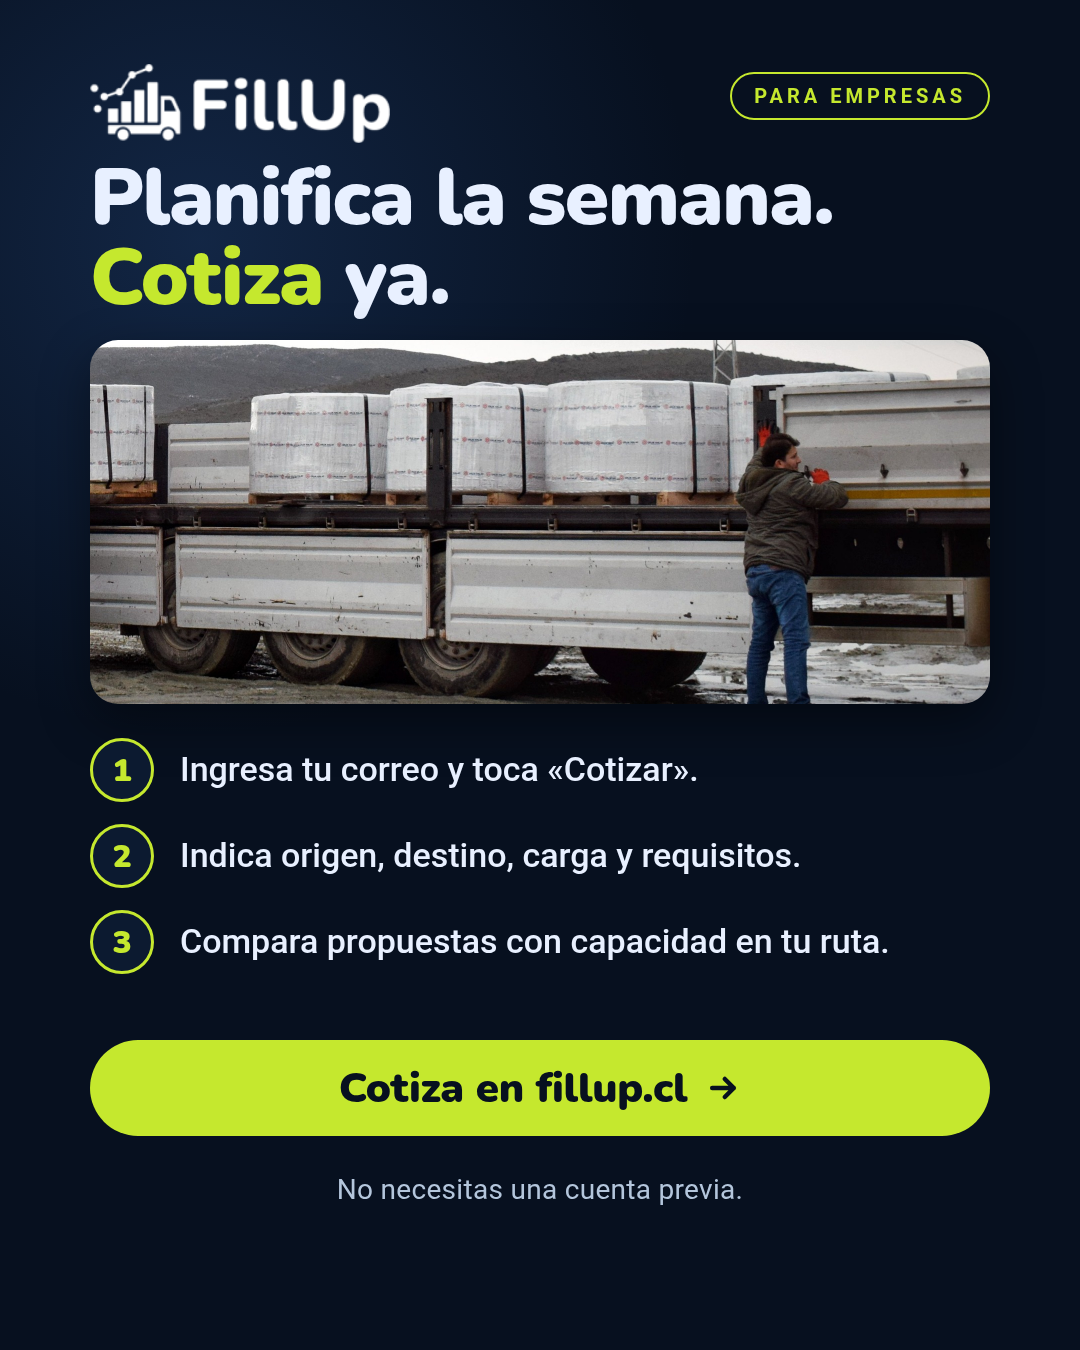 FillUp
PARA EMPRESAS
Planifica la semana.
Cotiza ya.
1 Ingresa tu correo y toca «Cotizar».
2 Indica origen, destino, carga y requisitos.
3 Compara propuestas con capacidad en tu ruta.
Cotiza en fillup.cl →
No necesitas una cuenta previa.